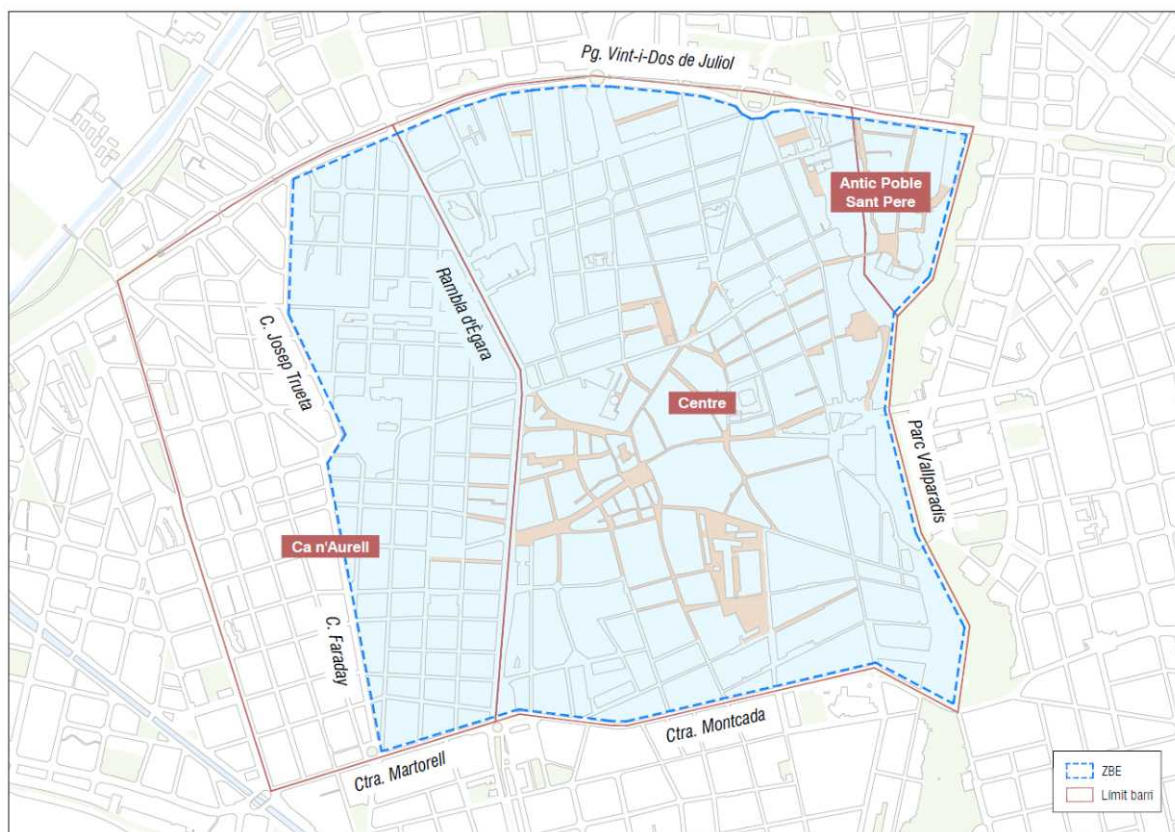 Pg. Vint-i-Dos de Juliol
Antic Poble
Sant Pere
Rambla d'Ègara
C. Josep Trueta
Centre
Parc Vallparadís
Ca n'Aurell
C. Faraday
Ctra. Montcada
Ctra. Martorell
ZBE
Límit barri